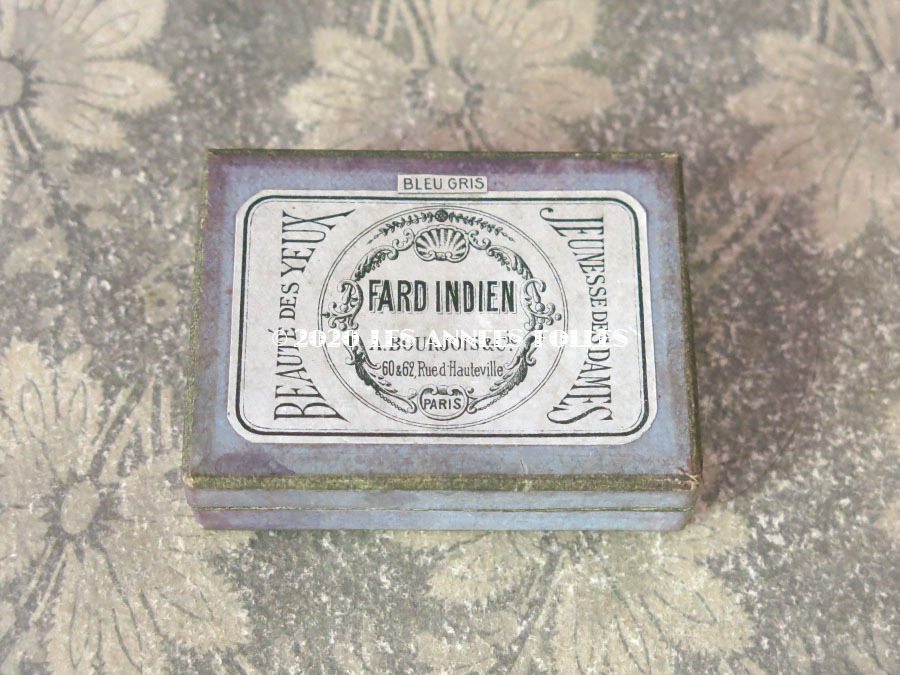 BLEU GRIS
BEAUTÉ DES YEUX
FARD INDIEN
A. BOURJOIS & Cº.
60 & 62, Rue d'Hauteville
PARIS
JEUNESSE DES DAMES
©2020 LES ANNÉES FOLLES